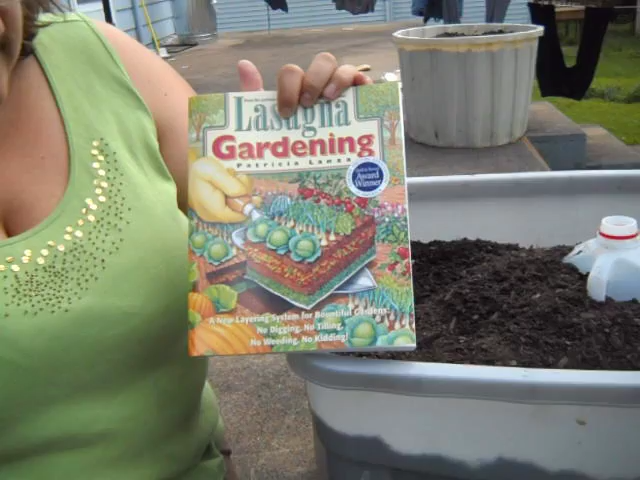 Lasagna
Gardening
Patricia Lanza
Award
Winner
A New Layering System for Bountiful Gardens:
No Digging, No Tilling,
No Weeding, No Kidding!